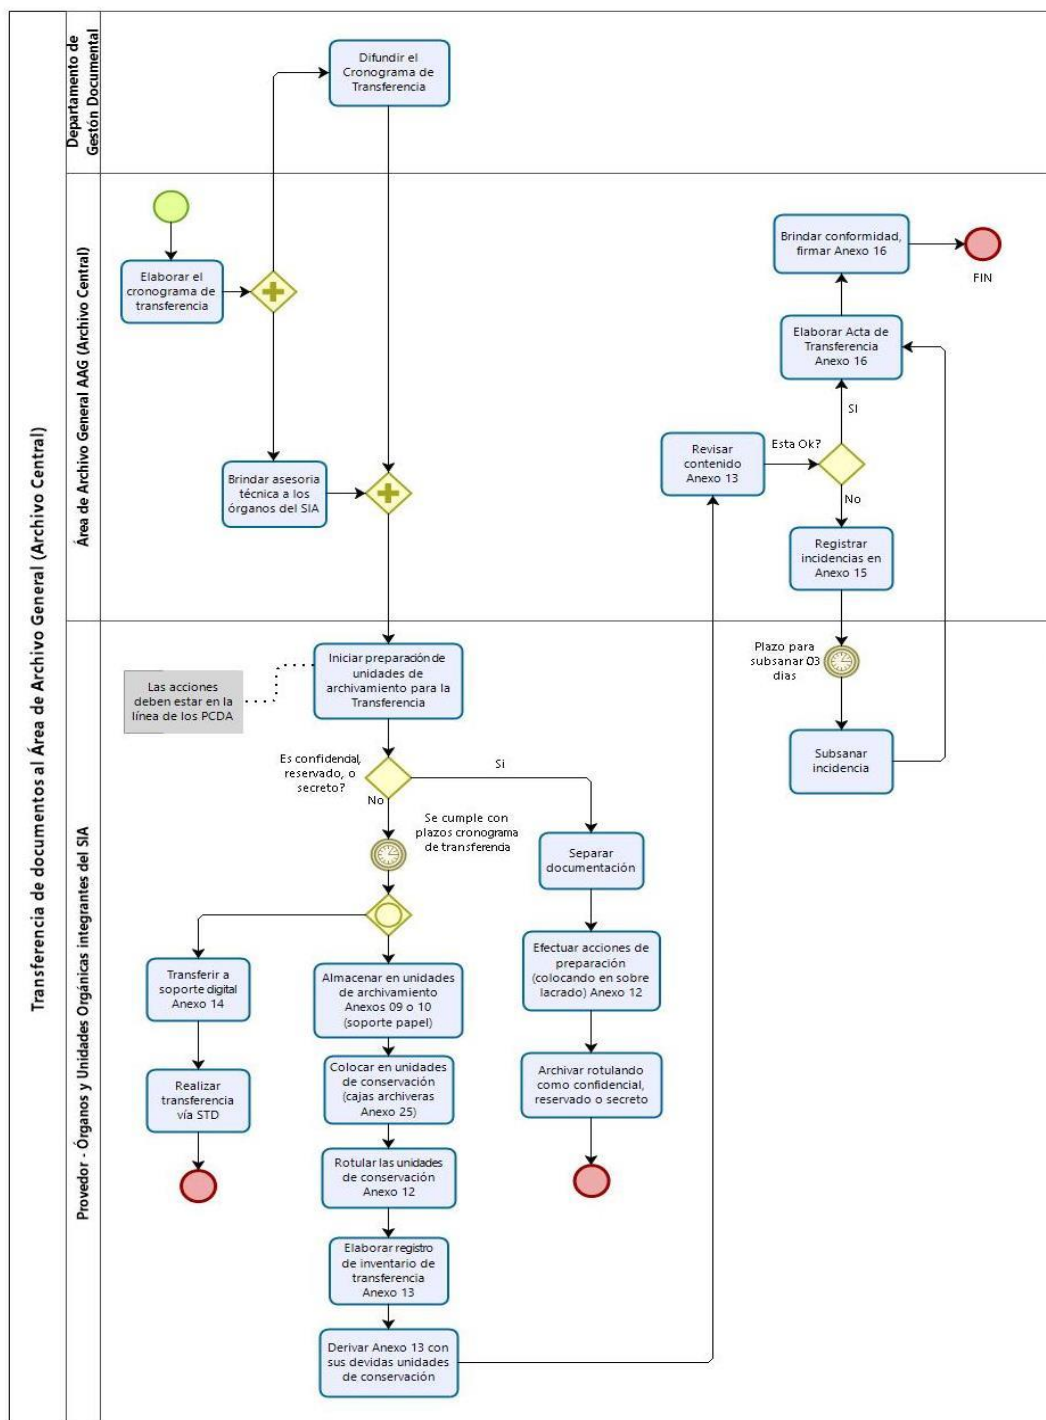 Transferencia de documentos al Área de Archivo General (Archivo Central)
Departamento de
Gestón Documental
Difundir el
Cronograma de
Transferencia
Área de Archivo General AAG (Archivo Central)
Elaborar el
cronograma de
transferencia
Brindar asesoria
técnica a los
órganos del SIA
Brindar conformidad,
firmar Anexo 16
FIN
Elaborar Acta de
Transferencia
Anexo 16
SI
Revisar
contenido
Anexo 13
Esta Ok?
No
Registrar
incidencias en
Anexo 15
Provedor - Órganos y Unidades Orgánicas integrantes del SIA
Iniciar preparación de
unidades de
archivamiento para la
Transferencia
Las acciones
deben estar en la
línea de los PCDA
Plazo para
subsanar 03
dias
Subsanar
incidencia
Es confidencal,
reservado, o
secreto?
Si
No
Se cumple con
plazos cronograma
de transferencia
Separar
documentación
Transferir a
soporte digital
Anexo 14
Almacenar en unidades
de archivamiento
Anexos 09 o 10
(soporte papel)
Efectuar acciones de
preparación
(colocando en sobre
lacrado) Anexo 12
Realizar
transferencia
vía STD
Colocar en unidades
de conservación
(cajas archiveras
Anexo 25)
Archivar rotulando
como confidencial,
reservado o secreto
Rotular las unidades
de conservación
Anexo 12
Elaborar registro
de inventario de
transferencia
Anexo 13
Derivar Anexo 13 con
sus devidas unidades
de conservación